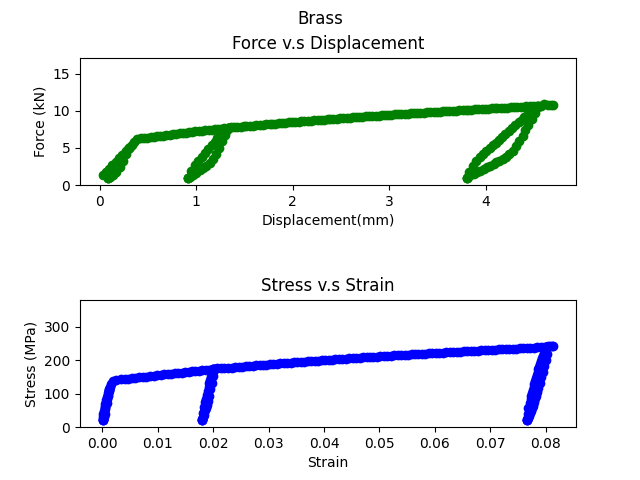 Brass
Force v.s Displacement
15
10
5
0
Force (kN)
0 1 2 3 4
Displacement(mm)
Stress v.s Strain
300
200
100
0
Stress (MPa)
0.00 0.01 0.02 0.03 0.04 0.05 0.06 0.07 0.08
Strain